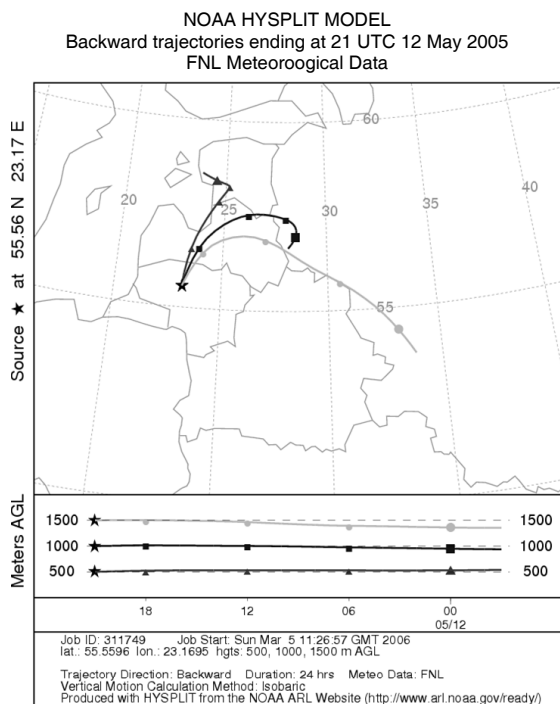 NOAA HYSPLIT MODEL
Backward trajectories ending at 21 UTC 12 May 2005
FNL Meteoroogical Data
Source ★ at 55.56 N 23.17 E
60
20
25
30
35
40
55
Meters AGL
1500 1500
1000 1000
500 500
18 12 06 00
05/12
Job ID: 311749 Job Start: Sun Mar 5 11:26:57 GMT 2006
lat.: 55.5596 lon.: 23.1695 hgts: 500, 1000, 1500 m AGL
Trajectory Direction: Backward Duration: 24 hrs Meteo Data: FNL
Vertical Motion Calculation Method: Isobaric
Produced with HYSPLIT from the NOAA ARL Website (http://www.arl.noaa.gov/ready/)